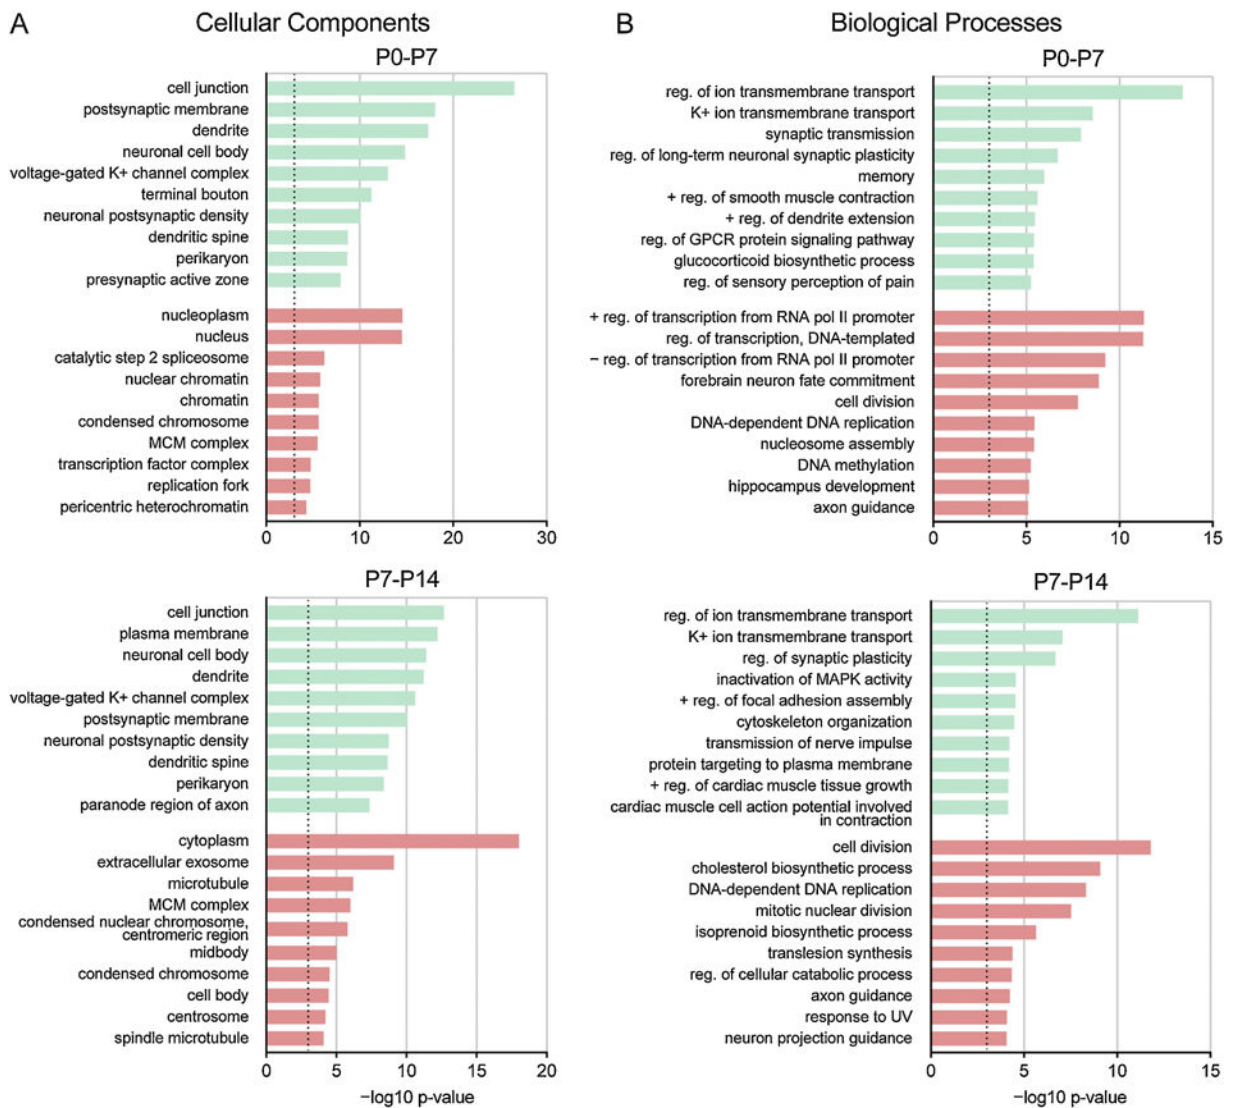 A
Cellular Components
P0-P7
cell junction
postsynaptic membrane
dendrite
neuronal cell body
voltage-gated K+ channel complex
terminal bouton
neuronal postsynaptic density
dendritic spine
perikaryon
presynaptic active zone
nucleoplasm
nucleus
catalytic step 2 spliceosome
nuclear chromatin
chromatin
condensed chromosome
MCM complex
transcription factor complex
replication fork
pericentric heterochromatin
0 10 20 30
P7-P14
cell junction
plasma membrane
neuronal cell body
dendrite
voltage-gated K+ channel complex
postsynaptic membrane
neuronal postsynaptic density
dendritic spine
perikaryon
paranode region of axon
cytoplasm
extracellular exosome
microtubule
MCM complex
condensed nuclear chromosome,
centromeric region
midbody
condensed chromosome
cell body
centrosome
spindle microtubule
0 5 10 15 20
−log10 p-value
B
Biological Processes
P0-P7
reg. of ion transmembrane transport
K+ ion transmembrane transport
synaptic transmission
reg. of long-term neuronal synaptic plasticity
memory
+ reg. of smooth muscle contraction
+ reg. of dendrite extension
reg. of GPCR protein signaling pathway
glucocorticoid biosynthetic process
reg. of sensory perception of pain
+ reg. of transcription from RNA pol II promoter
reg. of transcription, DNA-templated
− reg. of transcription from RNA pol II promoter
forebrain neuron fate commitment
cell division
DNA-dependent DNA replication
nucleosome assembly
DNA methylation
hippocampus development
axon guidance
0 5 10 15
P7-P14
reg. of ion transmembrane transport
K+ ion transmembrane transport
reg. of synaptic plasticity
inactivation of MAPK activity
+ reg. of focal adhesion assembly
cytoskeleton organization
transmission of nerve impulse
protein targeting to plasma membrane
+ reg. of cardiac muscle tissue growth
cardiac muscle cell action potential involved
in contraction
cell division
cholesterol biosynthetic process
DNA-dependent DNA replication
mitotic nuclear division
isoprenoid biosynthetic process
translesion synthesis
reg. of cellular catabolic process
axon guidance
response to UV
neuron projection guidance
0 5 10 15
−log10 p-value